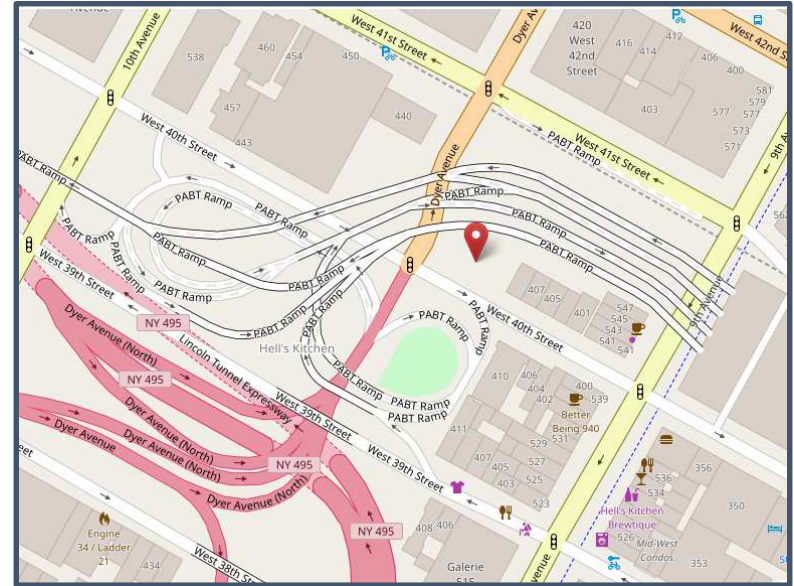 Avenue
10th Avenue
538
460
454
450
457
443
440
West 40th Street
West 41st Street
Dyer Av
420
West
42nd
Street
416
414
412
614
406
400
403
West 42nd S
581
579
577
573
571
PABT Ramp
West 41st Street
9th A
PABT Ramp
PABT Ramp
PABT Ramp
PABT Ramp
PABT Ramp
PABT Ramp
PABT Ramp
PABT Ramp
PABT Ramp
Dyer Avenue
PABT Ramp
PABT Ramp
PABT Ramp
West 39th Street
NY 495
Dyer Avenue (North)
Lincoln Tunnel Expressway
Hell's Kitchen
PABT Ramp
PABT Ramp
PABT Ramp
PABT Ramp
PABT Ramp
PABT Ramp
West 40th Street
407
405
401
547
545
543
541
541
9th Avenue
NY 495
Dyer Avenue (North)
Dyer Avenue (North)
Dyer Avenue
Dyer Avenue (North)
NY 495
West 39th Street
West 39th Street
NY 495
410
406
404
402
400
539
Better
Being 940
411
407
405
403
529
531
527
525
523
356
534
536
350
Hell's Kitchen
Brewtique
526
Mid-West
Condos
353
reet
Engine
34 / Ladder
21
434
West 38th St
408
406
Galerie
515
venue